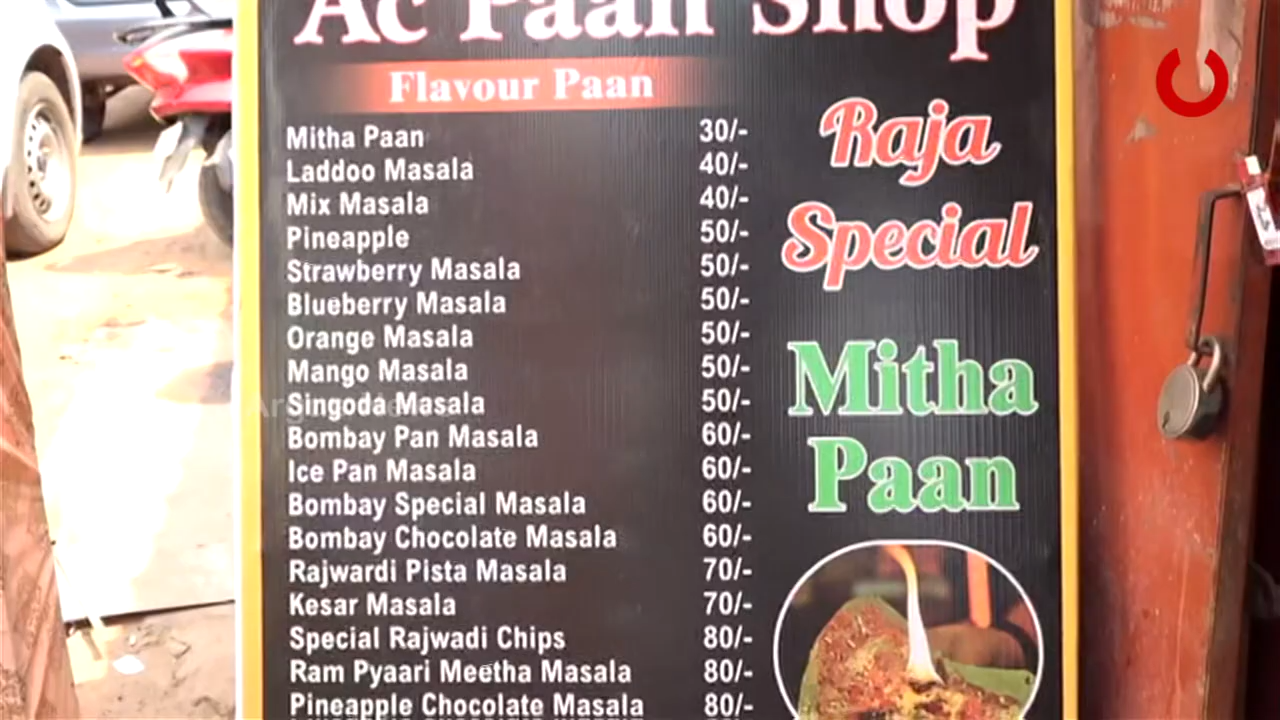 Ac Paan Shop
Flavour Paan
Mitha Paan 30/-
Laddoo Masala 40/-
Mix Masala 40/-
Pineapple 50/-
Strawberry Masala 50/-
Blueberry Masala 50/-
Orange Masala 50/-
Mango Masala 50/-
Singoda Masala 50/-
Bombay Pan Masala 60/-
Ice Pan Masala 60/-
Bombay Special Masala 60/-
Bombay Chocolate Masala 60/-
Rajwardi Pista Masala 70/-
Kesar Masala 70/-
Special Rajwadi Chips 80/-
Ram Pyaari Meetha Masala 80/-
Pineapple Chocolate Masala 80/-
Raja
Special
Mitha
Paan